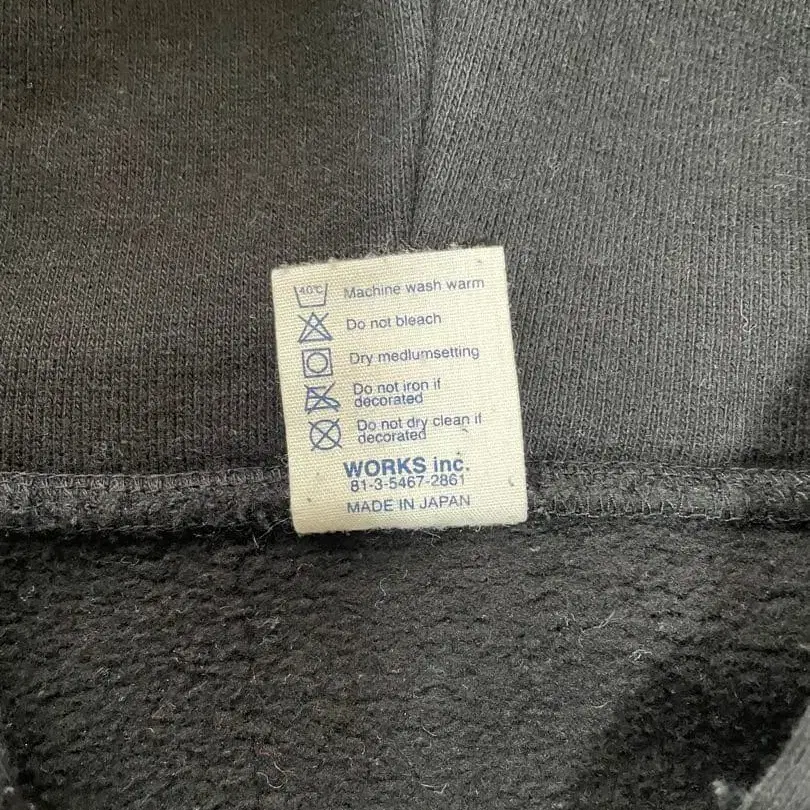 40℃ Machine wash warm
Do not bleach
Dry medlumsetting
Do not iron if
decorated
Do not dry clean if
decorated
WORKS inc.
81-3-5467-2861
MADE IN JAPAN